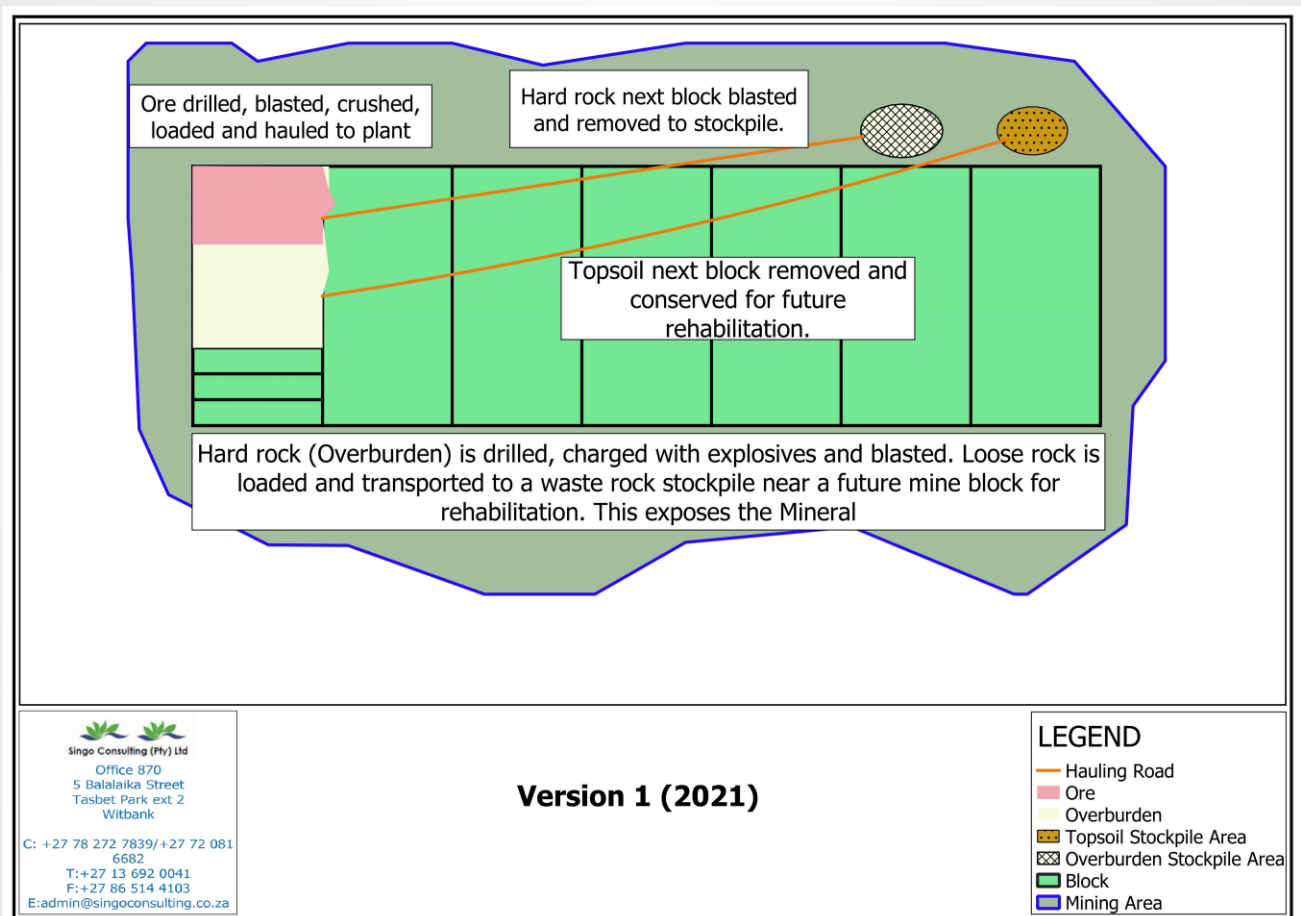 Ore drilled, blasted, crushed,
loaded and hauled to plant
Hard rock next block blasted
and removed to stockpile.
Topsoil next block removed and
conserved for future
rehabilitation.
Hard rock (Overburden) is drilled, charged with explosives and blasted. Loose rock is
loaded and transported to a waste rock stockpile near a future mine block for
rehabilitation. This exposes the Mineral
Singo Consulting (Pty) Ltd
Office 870
5 Balalaika Street
Tasbet Park ext 2
Witbank
C: +27 78 272 7839/+27 72 081
6682
T:+27 13 692 0041
F:+27 86 514 4103
E:admin@singoconsulting.co.za
Version 1 (2021)
LEGEND
Hauling Road
Ore
Overburden
Topsoil Stockpile Area
Overburden Stockpile Area
Block
Mining Area